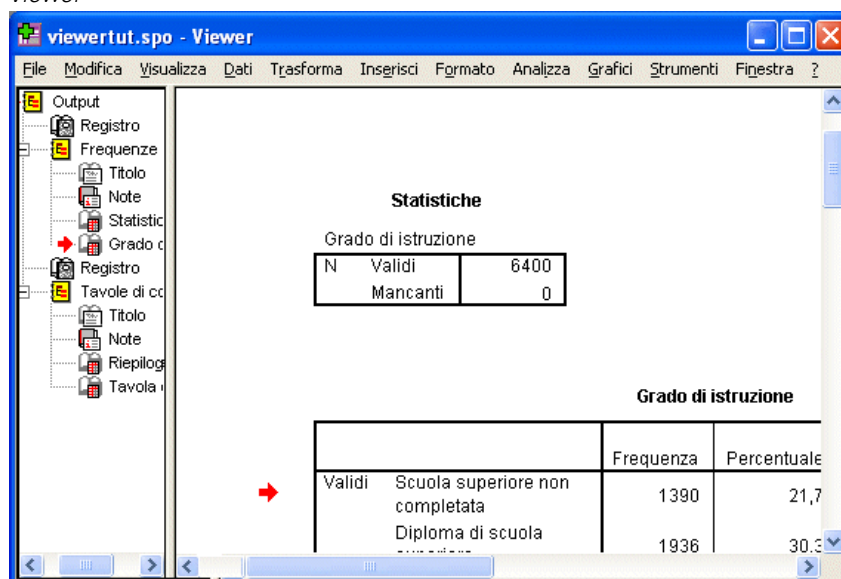 Viewer
viewertut.spo - Viewer
File Modifica Visualizza Dati Trasforma Inserisci Formato Analizza Grafici Strumenti Finestra ?
Output
Registro
Frequenze
Titolo
Note
Statistic
Grado
Registro
Tavole di
Titolo
Note
Riepilog
Tavola
Statistiche
Grado di istruzione
N Validi 6400
Mancanti 0
Grado di istruzione
Frequenza Percentuale
Validi Scuola superiore non completata 1390 21,7
Diploma di scuola 1936 30,3